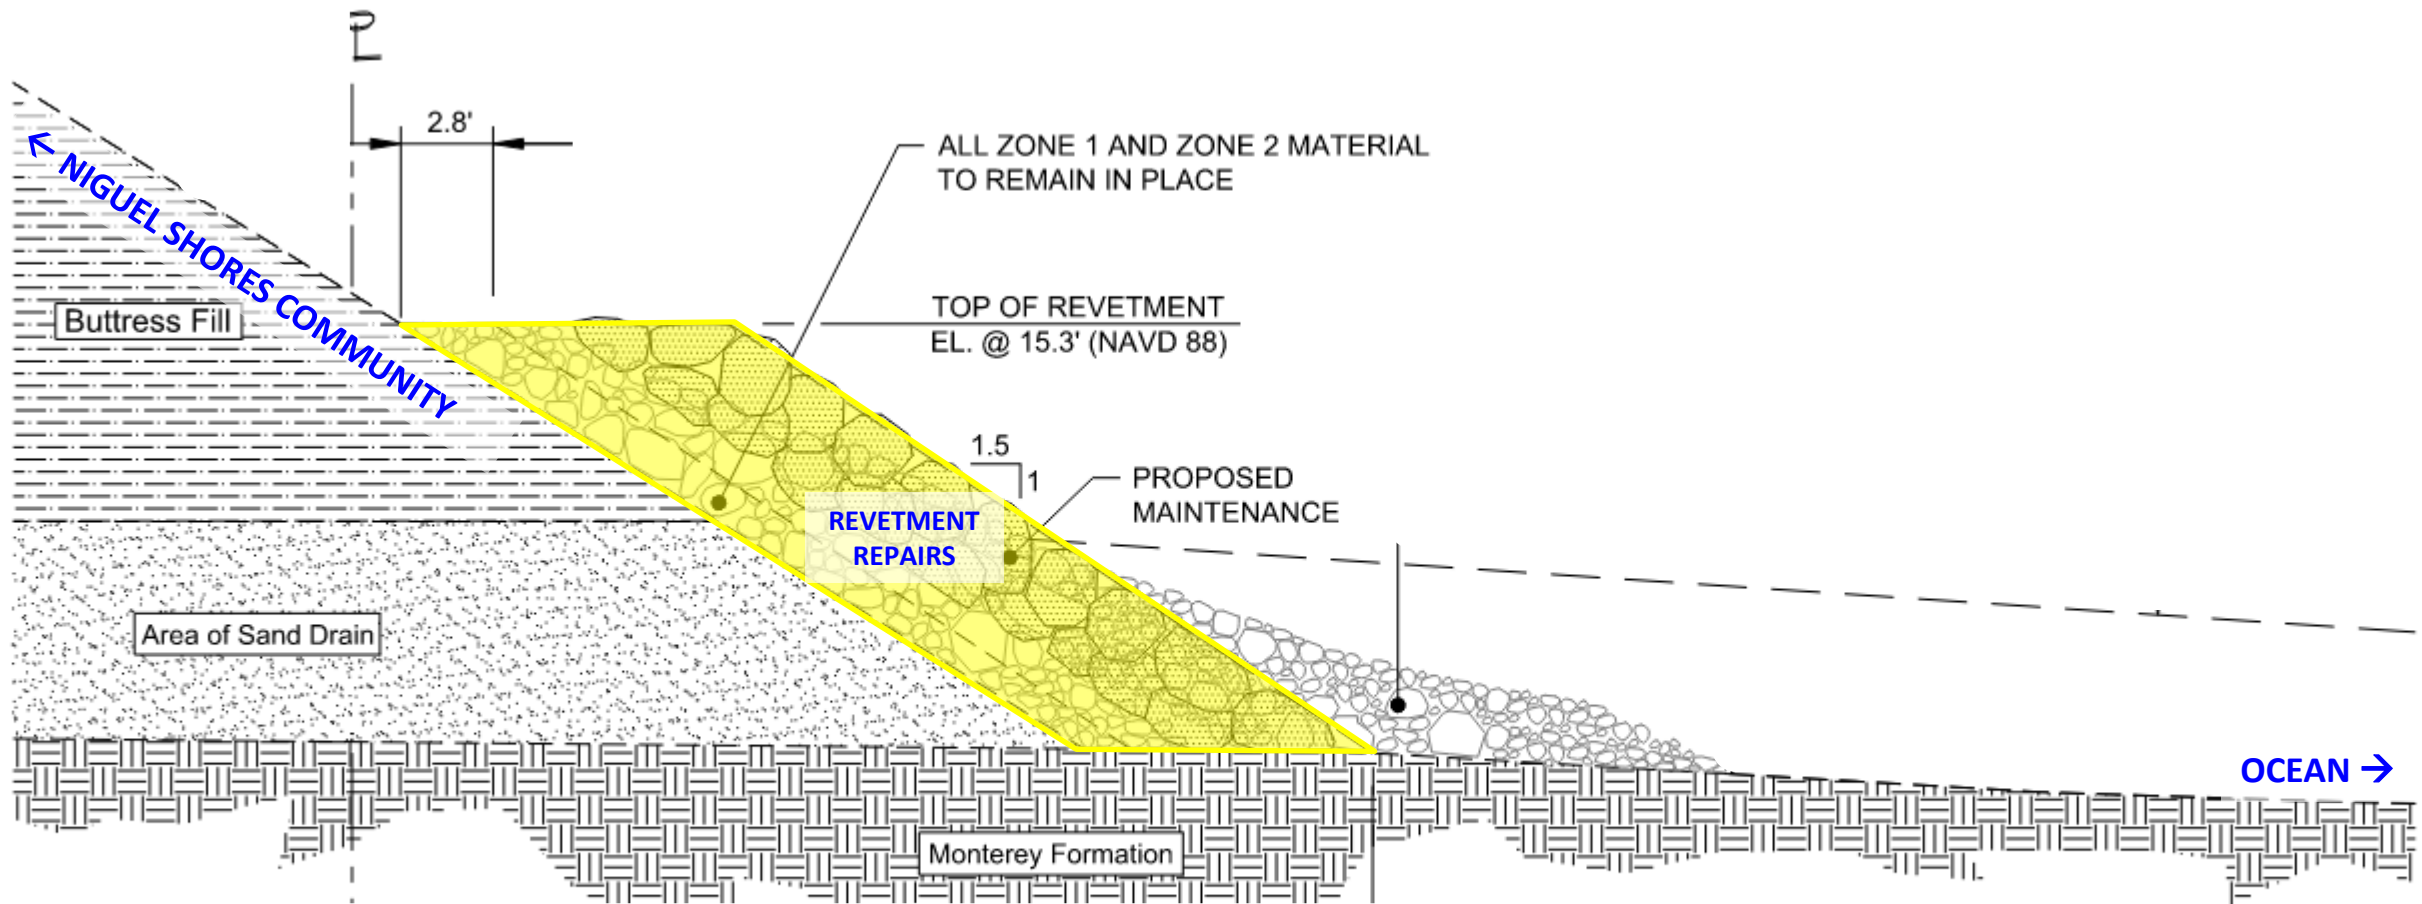 PL
2.8'
ALL ZONE 1 AND ZONE 2 MATERIAL
TO REMAIN IN PLACE
← NIGUEL SHORES COMMUNITY
Buttress Fill
TOP OF REVETMENT
EL. @ 15.3' (NAVD 88)
1.5
1
PROPOSED
MAINTENANCE
REVETMENT
REPAIRS
Area of Sand Drain
OCEAN →
Monterey Formation